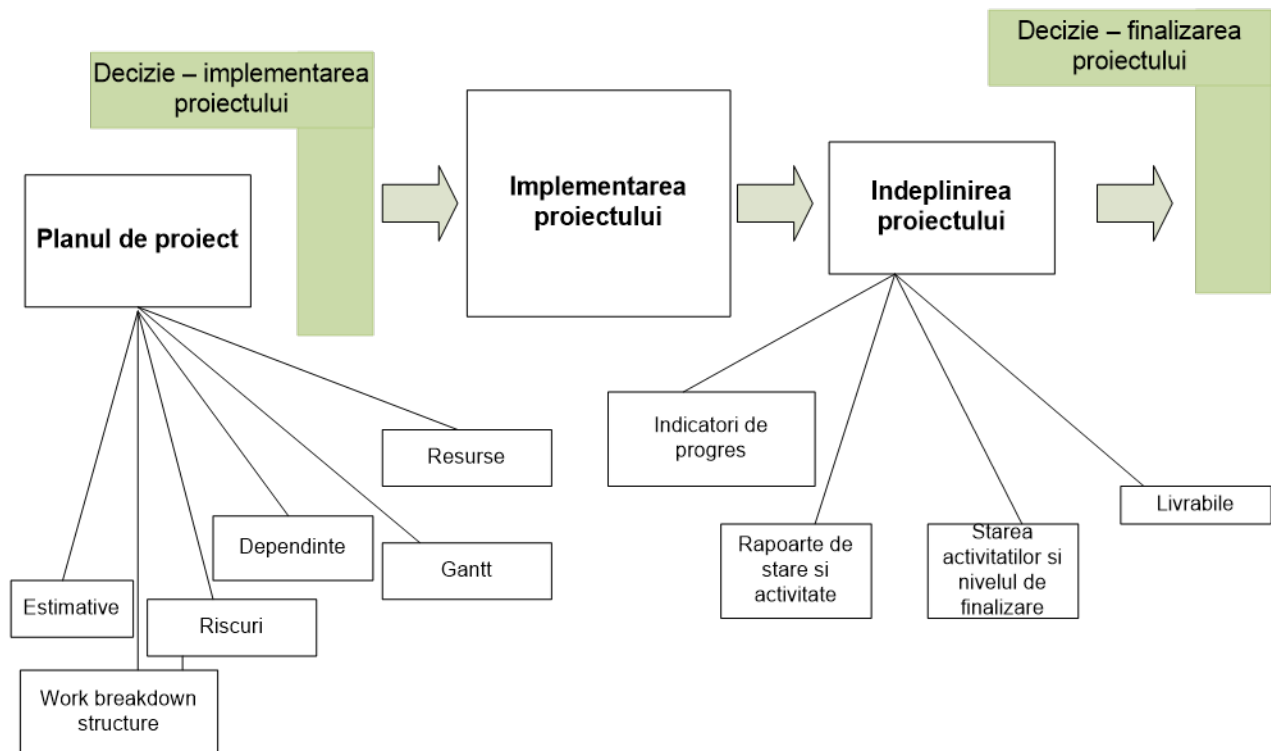 Decizie – implementarea
proiectului
Decizie – finalizarea
proiectului
Planul de proiect
Implementarea
proiectului
Indeplinirea
proiectului
Resurse
Dependinte
Gantt
Estimative
Riscuri
Work breakdown
structure
Indicatori de
progres
Rapoarte de
stare si
activitate
Starea
activitatilor si
nivelul de
finalizare
Livrabile